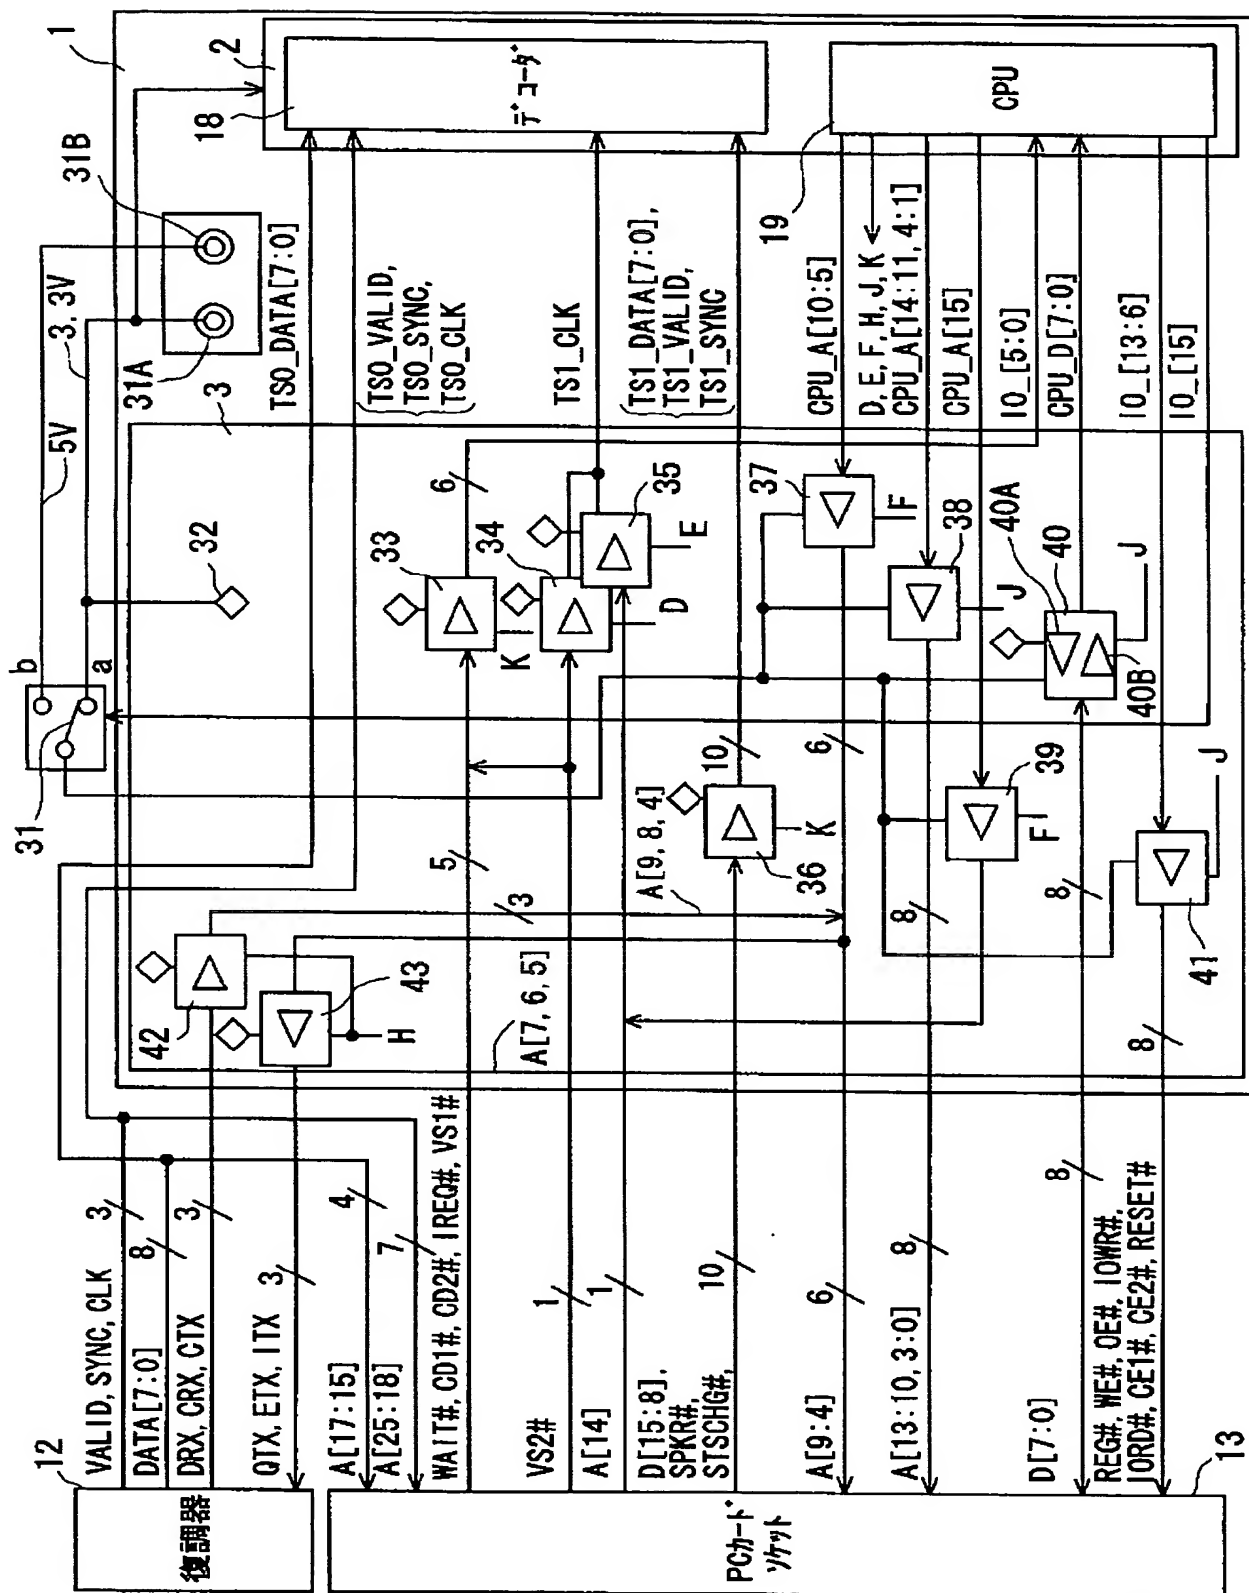 1
2
18
デコーダ
CPU
19
31B
31A
3.3V
5V
3
b
a
31
32
TS0_DATA[7:0]
TS0_VALID,
TS0_SYNC,
TS0_CLK
TS1_CLK
TS1_DATA[7:0],
TS1_VALID,
TS1_SYNC
CPU_A[10:5]
D, E, F, H, J, K
CPU_A[14:11, 4:1]
CPU_A[15]
IO_[5:0]
CPU_D[7:0]
IO_[13:6]
IO_[15]
6
33
K
34
D
35
E
37
F
38
J
40A
40
40B
J
10
36
K
6
A[9, 8, 4]
39
F
8
8
41
J
8
5
3
42
43
H
A[7, 6, 5]
12
復調器
VALID, SYNC, CLK
3
DATA[7:0]
8
DRX, CRX, CTX
3
QTX, ETX, ITX
3
A[17:15]
4
A[25:18]
7
WAIT#, CD1#, CD2#, IREQ#, VS1#
VS2#
1
A[14]
1
D[15:8],
SPKR#,
STSCHG#,
10
A[9:4]
6
A[13:10, 3:0]
8
D[7:0]
8
REG#, WE#, OE#, IOWR#,
IORD#, CE1#, CE2#, RESET#
PCカード
ソケット
13